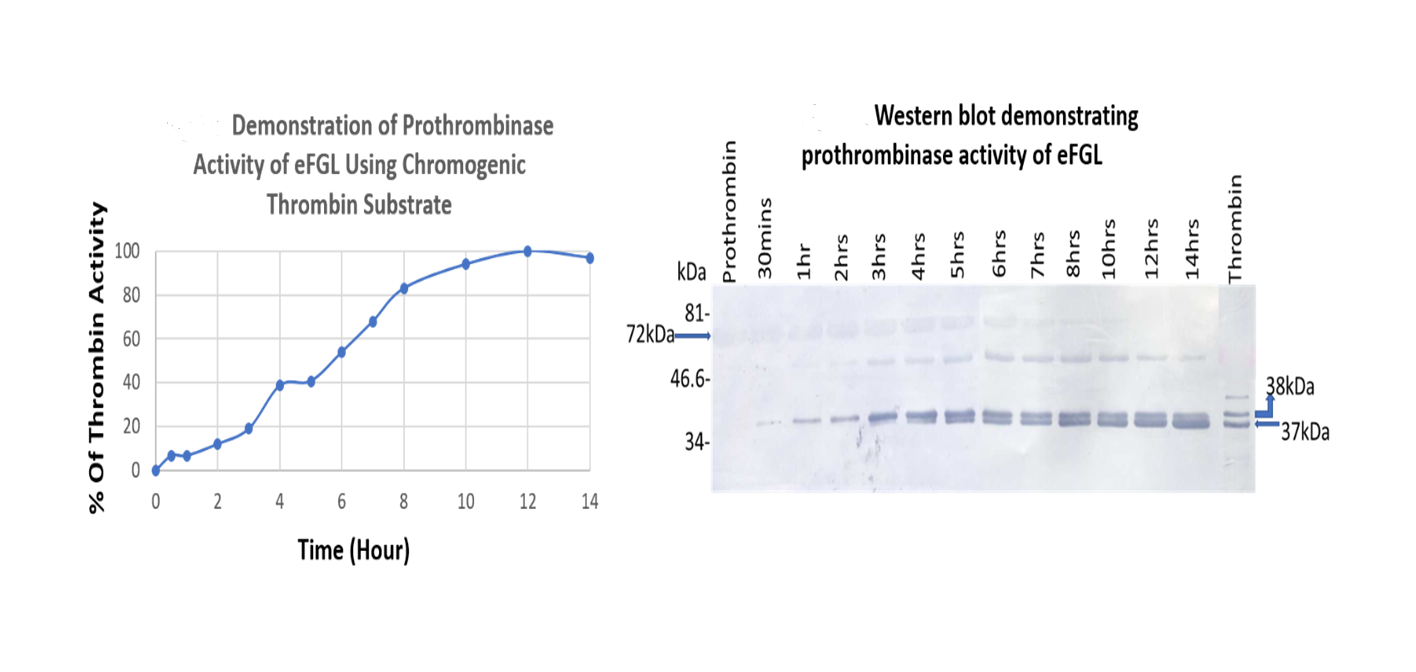 Demonstration of Prothrombinase
Activity of eFGL Using Chromogenic
Thrombin Substrate
% Of Thrombin Activity
100
80
60
40
20
0
0 2 4 6 8 10 12 14
Time (Hour)
Western blot demonstrating
prothrombinase activity of eFGL
kDa
Prothrombin
30mins
1hr
2hrs
3hrs
4hrs
5hrs
6hrs
7hrs
8hrs
10hrs
12hrs
14hrs
Thrombin
81-
72kDa
46.6-
34-
38kDa
37kDa